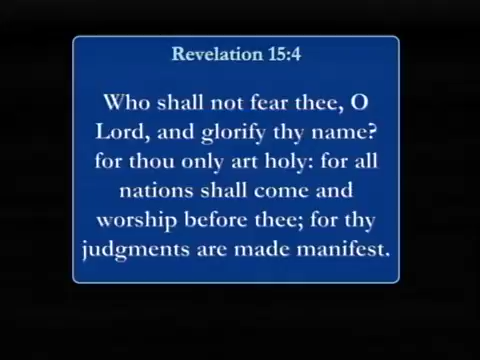 Revelation 15:4
Who shall not fear thee, O
Lord, and glorify thy name?
for thou only art holy: for all
nations shall come and
worship before thee; for thy
judgments are made manifest.